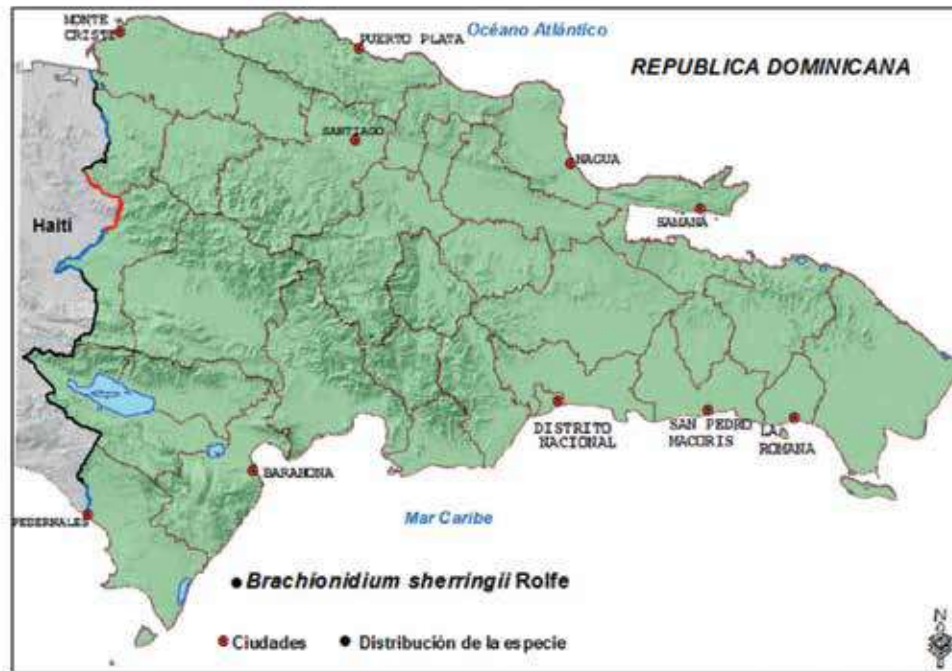 MONTE
CRISTI
PUERTO PLATA
Océano Atlántico
REPUBLICA DOMINICANA
SANTIAGO
NAGUA
SAMANA
Haití
DISTRITO
NACIONAL
SAN PEDRO
MACORIS
LA
ROMANA
BARAHONA
PEDERNALES
Mar Caribe
Brachionidium sherringii Rolfe
Ciudades
Distribución de la especie
N